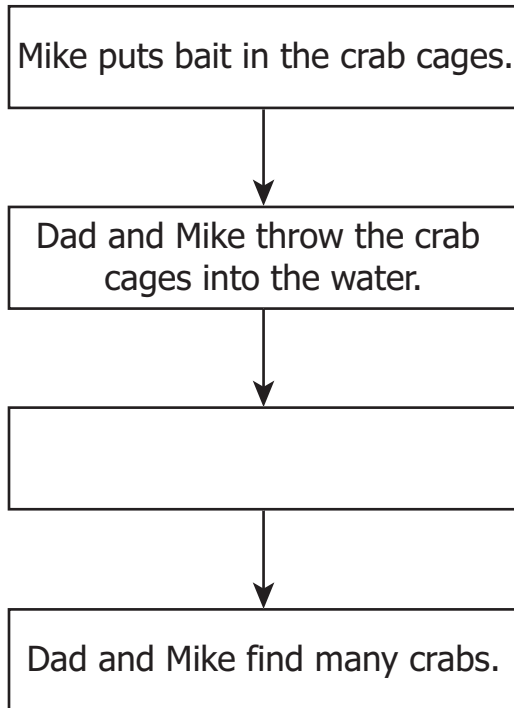 Mike puts bait in the crab cages.
Dad and Mike throw the crab
cages into the water.
Dad and Mike find many crabs.